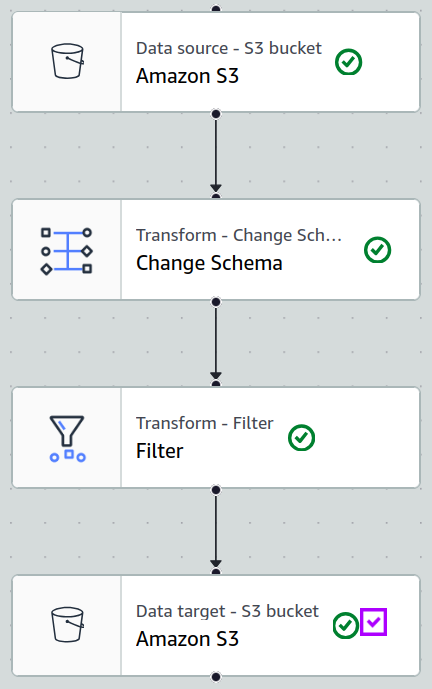 Data source - S3 bucket
Amazon S3
Transform - Change Sch...
Change Schema
Transform - Filter
Filter
Data target - S3 bucket
Amazon S3